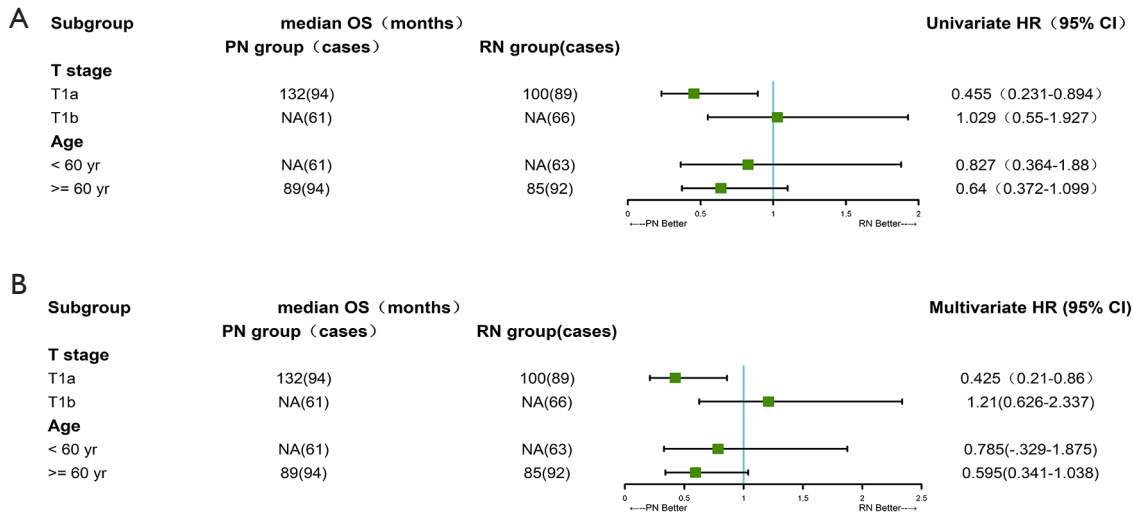 A
Subgroup median OS（months） Univariate HR（95% CI）
PN group（cases） RN group(cases)
T stage
T1a 132(94) 100(89) 0.455（0.231-0.894）
T1b NA(61) NA(66) 1.029（0.55-1.927）
Age
< 60 yr NA(61) NA(63) 0.827（0.364-1.88）
>= 60 yr 89(94) 85(92) 0.64（0.372-1.099）
0 0.5 1 1.5 2
←--PN Better RN Better---→
B
Subgroup median OS（months） Multivariate HR (95% CI)
PN group（cases） RN group(cases)
T stage
T1a 132(94) 100(89) 0.425（0.21-0.86）
T1b NA(61) NA(66) 1.21(0.626-2.337)
Age
< 60 yr NA(61) NA(63) 0.785(-.329-1.875)
>= 60 yr 89(94) 85(92) 0.595(0.341-1.038)
0 0.5 1 1.5 2 2.5
←--PN Better RN Better---→